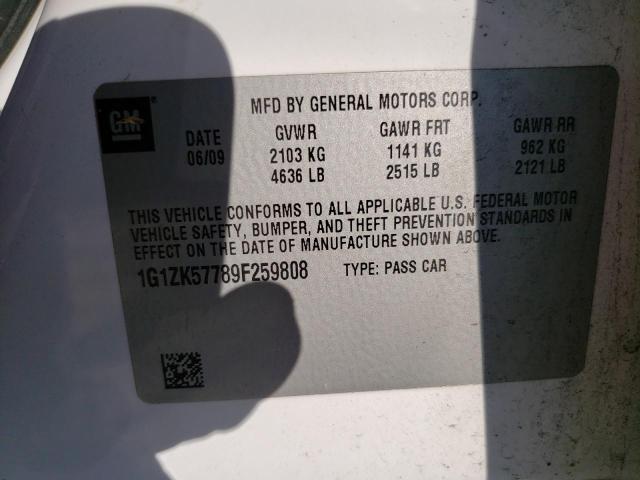 MFD BY GENERAL MOTORS CORP.
GM
DATE GVWR GAWR FRT GAWR RR
06/09 2103 KG 1141 KG 962 KG
4636 LB 2515 LB 2121 LB
THIS VEHICLE CONFORMS TO ALL APPLICABLE U.S. FEDERAL MOTOR
VEHICLE SAFETY, BUMPER, AND THEFT PREVENTION STANDARDS IN
EFFECT ON THE DATE OF MANUFACTURE SHOWN ABOVE.
1G1ZK57789F259808 TYPE: PASS CAR